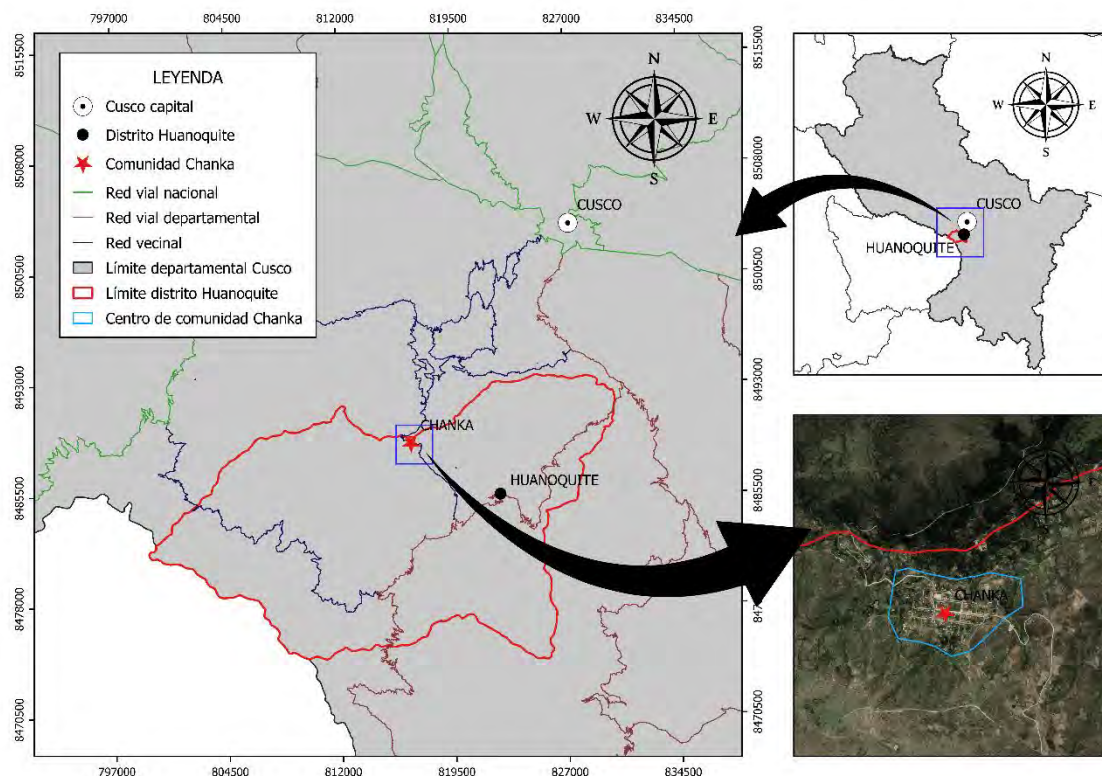 797000 804500 812000 819500 827000 834500
8515500
8508000
8500500
8493000
8485500
8478000
8470500
LEYENDA
Cusco capital
Distrito Huanoquite
Comunidad Chanka
Red vial nacional
Red vial departamental
Red vecinal
Límite departamental Cusco
Límite distrito Huanoquite
Centro de comunidad Chanka
N
W E
S
CUSCO
CHANKA
HUANOQUITE
8515500
8508000
8500500
8493000
8485500
8470500
797000 804500 812000 819500 827000 834500
N
W E
S
CUSCO
HUANOQUITE
CHANKA